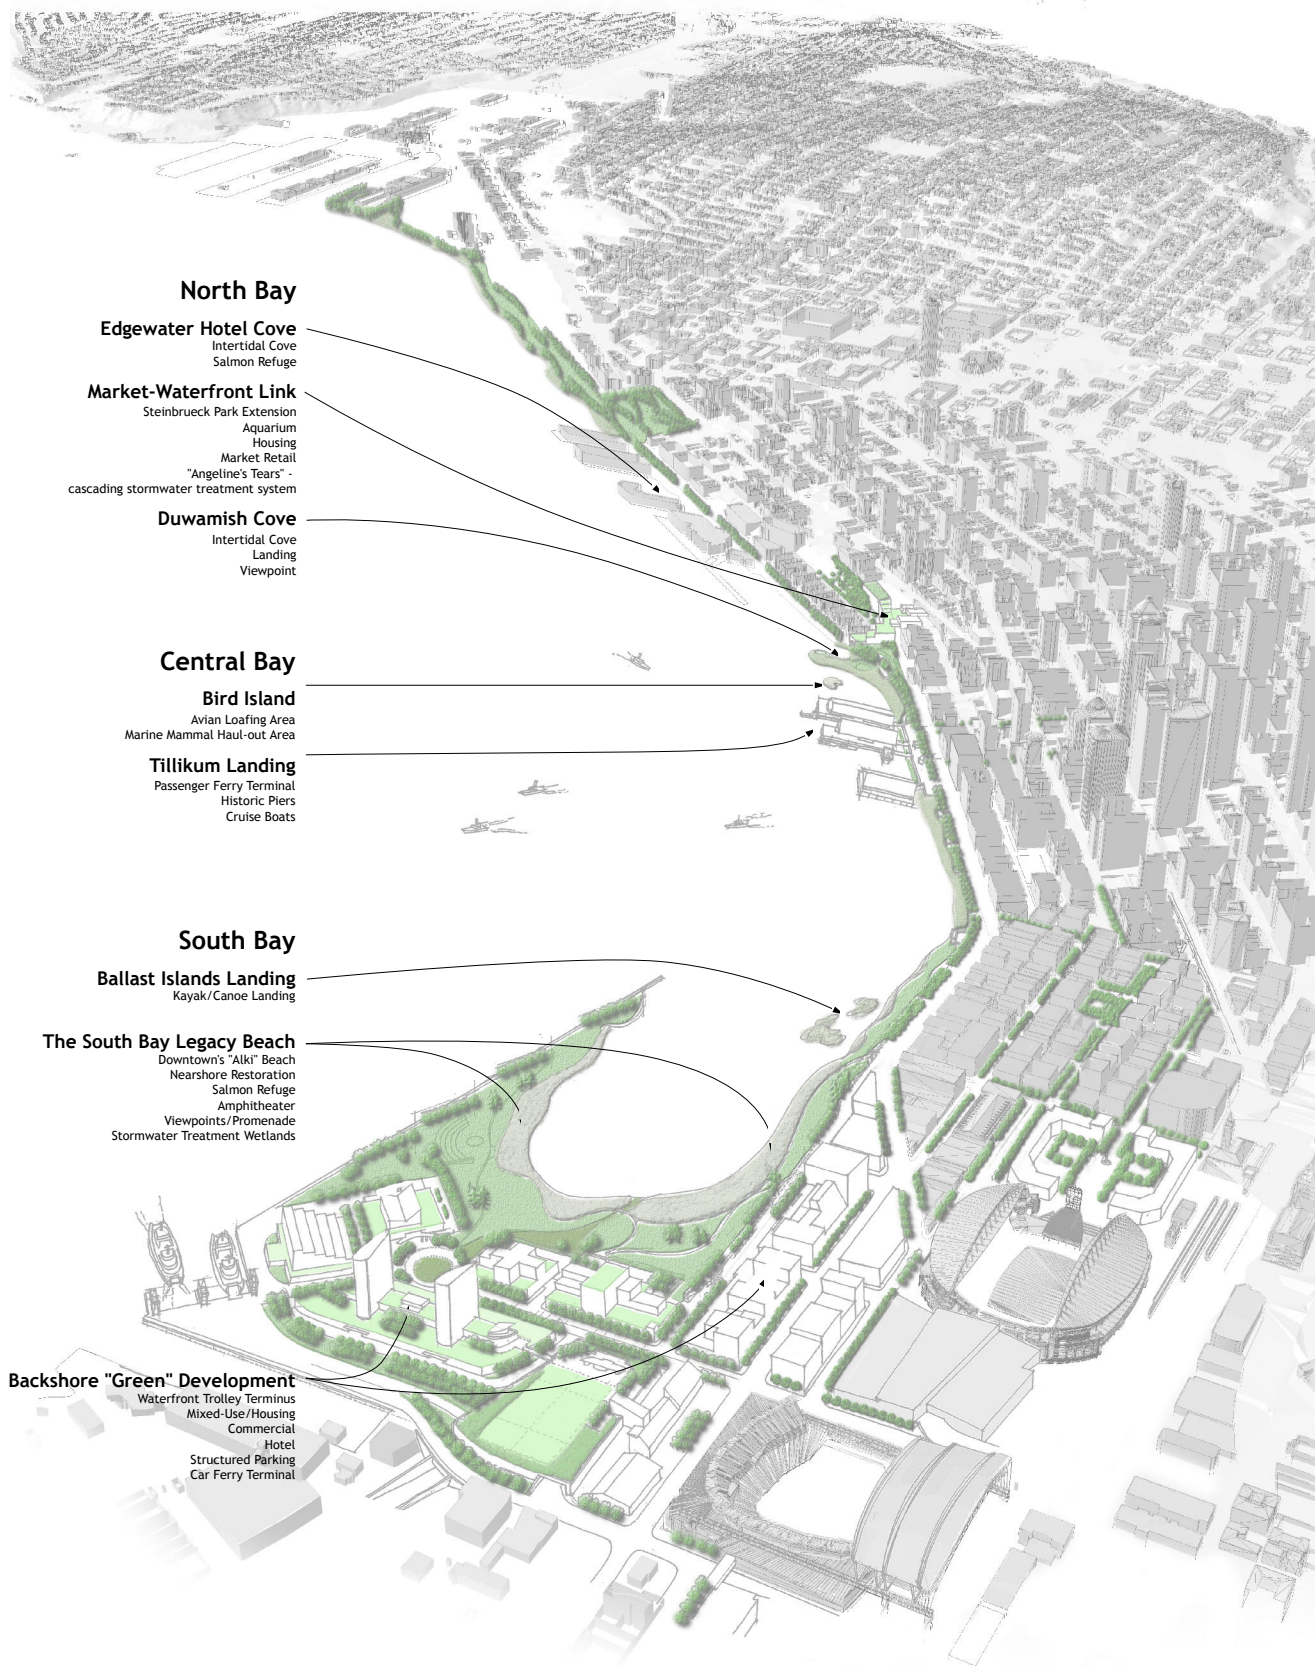 North Bay
Edgewater Hotel Cove
Intertidal Cove
Salmon Refuge
Market-Waterfront Link
Steinbrueck Park Extension
Aquarium
Housing
Market Retail
"Angeline's Tears" -
cascading stormwater treatment system
Duwamish Cove
Intertidal Cove
Landing
Viewpoint
Central Bay
Bird Island
Avian Loafing Area
Marine Mammal Haul-out Area
Tillikum Landing
Passenger Ferry Terminal
Historic Piers
Cruise Boats
South Bay
Ballast Islands Landing
Kayak/Canoe Landing
The South Bay Legacy Beach
Downtown's "Alki" Beach
Nearshore Restoration
Salmon Refuge
Amphitheater
Viewpoints/Promenade
Stormwater Treatment Wetlands
Backshore "Green" Development
Waterfront Trolley Terminus
Mixed-Use/Housing
Commercial
Hotel
Structured Parking
Car Ferry Terminal